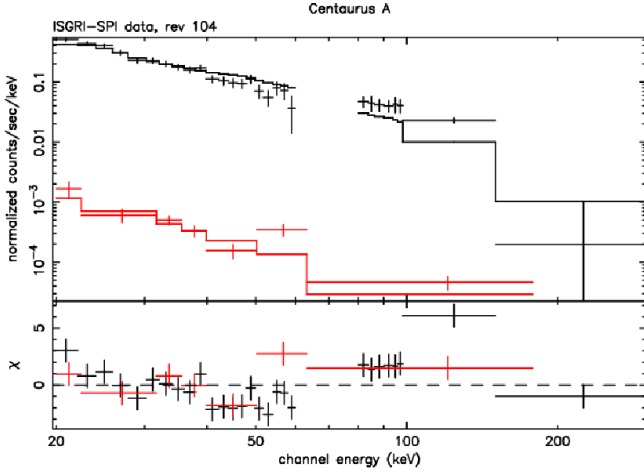 Centaurus A
ISGRI-SPI data, rev 104
normalized counts/sec/keV
0.1
0.01
10⁻³
10⁻⁴
χ
5
0
20
50
100
200
channel energy (keV)